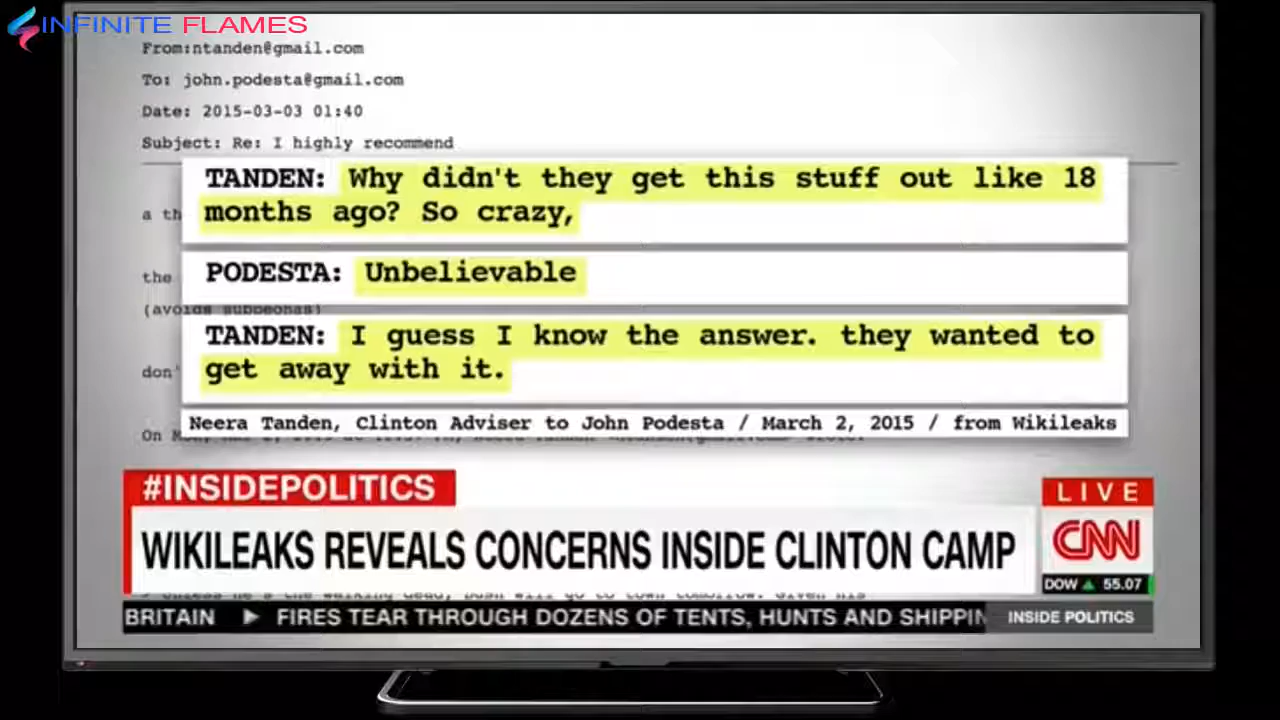 INFINITE FLAMES
From:ntanden@gmail.com
To: john.podesta@gmail.com
Date: 2015-03-03 01:40
Subject: Re: I highly recommend
TANDEN: Why didn't they get this stuff out like 18
months ago? So crazy,
a th
PODESTA: Unbelievable
the
(avoids subpoenas)
TANDEN: I guess I know the answer. they wanted to
get away with it.
don'
Neera Tanden, Clinton Adviser to John Podesta / March 2, 2015 / from Wikileaks
On
#INSIDEPOLITICS
LIVE
WIKILEAKS REVEALS CONCERNS INSIDE CLINTON CAMP
CNN
DOW ▲ 55.07
BRITAIN ▶ FIRES TEAR THROUGH DOZENS OF TENTS, HUNTS AND SHIPPIN
INSIDE POLITICS